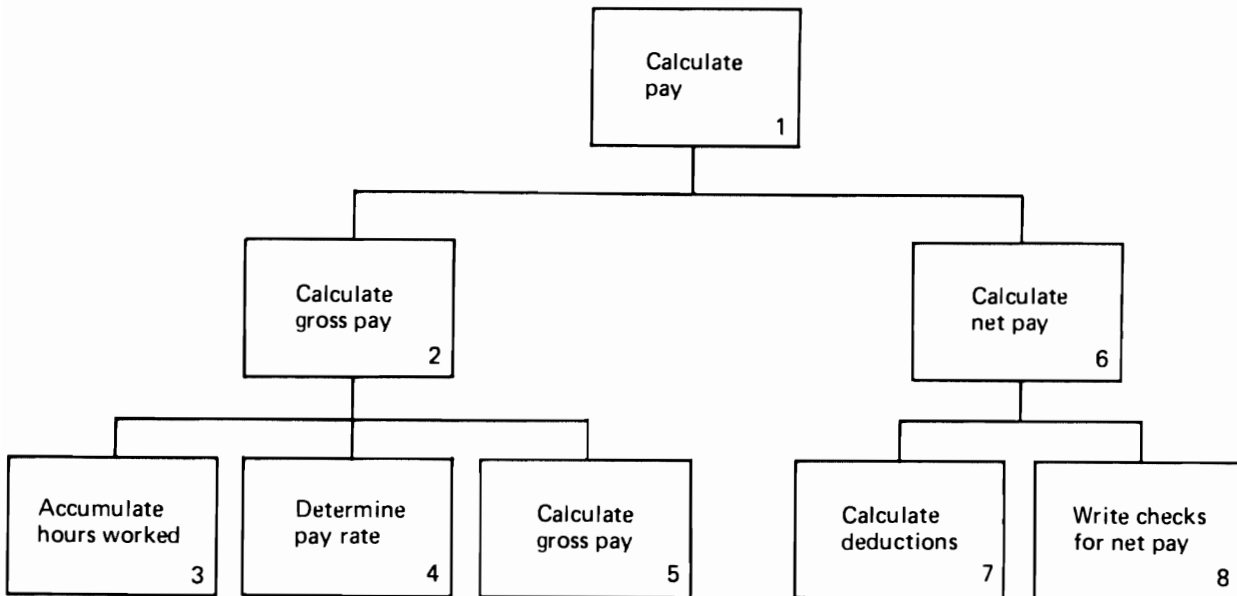 Calculate
pay
1
Calculate
gross pay
2
Calculate
net pay
6
Accumulate
hours worked
3
Determine
pay rate
4
Calculate
gross pay
5
Calculate
deductions
7
Write checks
for net pay
8